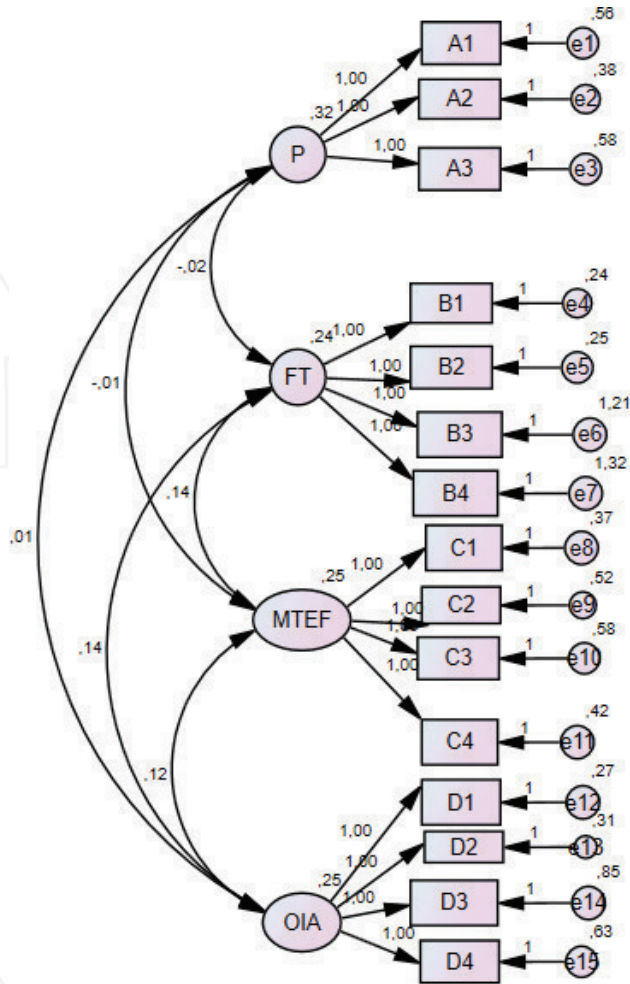 ,56
A1 1 e1
1,00
,38
,32 1,00 A2 1 e2
P
,58
1,00 A3 1 e3
-,02
,24
B1 1 e4
,24 1,00
,25
FT 1,00 B2 1 e5
1,00
1,21
B3 1 e6
1,00
-,01
1,32
B4 1 e7
,14
,37
C1 1 e8
,25 1,00
,52
MTEF 1,00 C2 1 e9
,01
1,00
,58
C3 1 e10
1,00
,14
,42
C4 1 e11
,12
,27
D1 1 e12
1,00
,31
D2 1 e13
1,00
,25
,85
1,00 D3 1 e14
OIA
,63
1,00 D4 1 e15